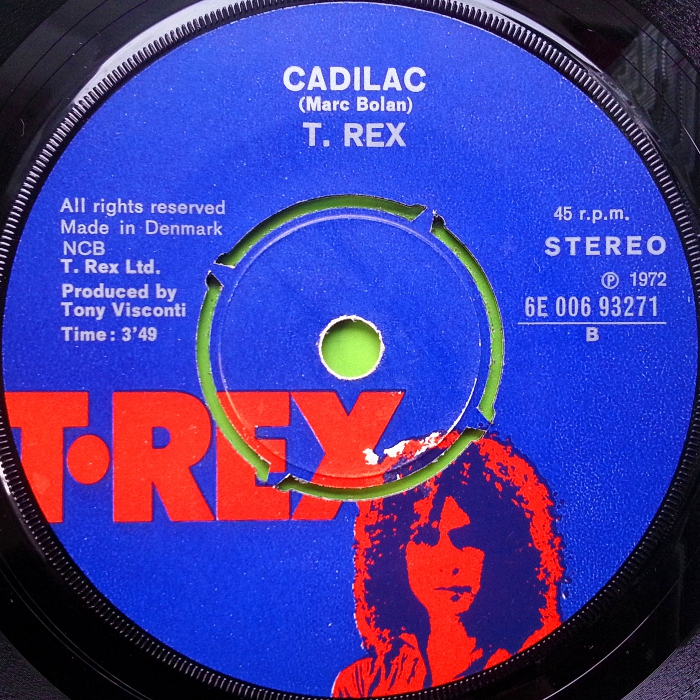 CADILAC
(Marc Bolan)
T. REX
All rights reserved
Made in Denmark
NCB
T. Rex Ltd.
Produced by
Tony Visconti
Time: 3'49
45 r.p.m.
STEREO
℗ 1972
6E 006 93271
B
T·REX